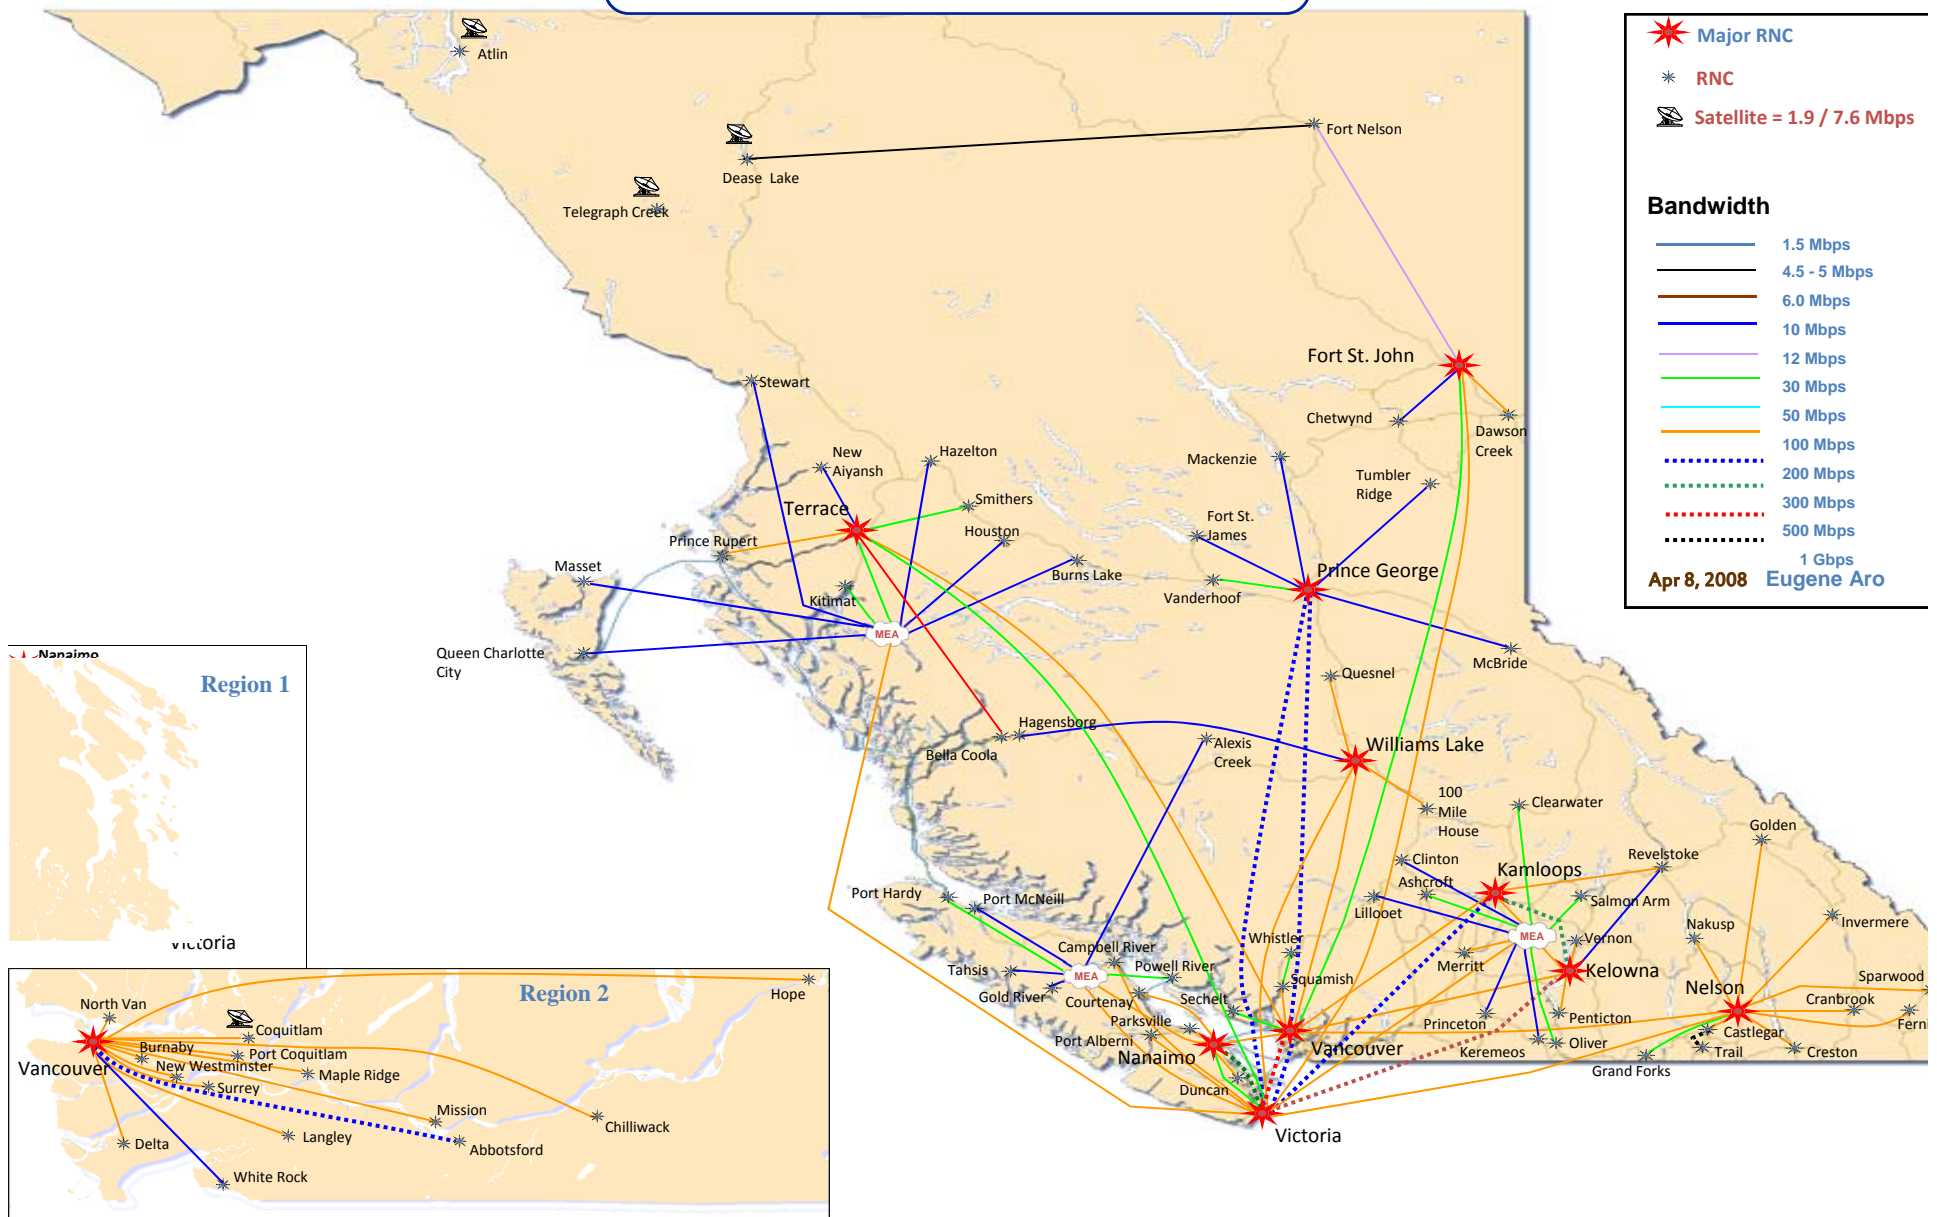 Major RNC
RNC
Satellite = 1.9 / 7.6 Mbps
Bandwidth
1.5 Mbps
4.5 - 5 Mbps
6.0 Mbps
10 Mbps
12 Mbps
30 Mbps
50 Mbps
100 Mbps
200 Mbps
300 Mbps
500 Mbps
1 Gbps
Apr 8, 2008 Eugene Aro
Atlin
Fort Nelson
Dease Lake
Telegraph Creek
Fort St. John
Stewart
Chetwynd
Dawson
Creek
New
Aiyansh
Hazelton
Mackenzie
Tumbler
Ridge
Smithers
Terrace
Houston
Fort St.
James
Prince Rupert
Masset
Burns Lake
Prince George
Kitimat
Vanderhoof
MEA
Queen Charlotte
City
McBride
Quesnel
Hagensborg
Bella Coola
Alexis
Creek
Williams Lake
100
Mile
House
Clearwater
Golden
Clinton
Revelstoke
Kamloops
Ashcroft
Port Hardy
Port McNeill
Lillooet
Salmon Arm
Nakusp
Invermere
MEA
Whistler
Vernon
Campbell River
Merritt
Tahsis
MEA
Powell River
Kelowna
Squamish
Sparwood
Gold River
Courtenay
Sechelt
Nelson
Cranbrook
Parksville
Princeton
Penticton
Ferni
Castlegar
Port Alberni
Vancouver
Nanaimo
Keremeos
Oliver
Trail
Creston
Grand Forks
Duncan
Victoria
Nanaimo
Region 1
Victoria
Region 2
Hope
North Van
Coquitlam
Burnaby
Port Coquitlam
Vancouver
New Westminster
Maple Ridge
Surrey
Mission
Chilliwack
Delta
Langley
Abbotsford
White Rock